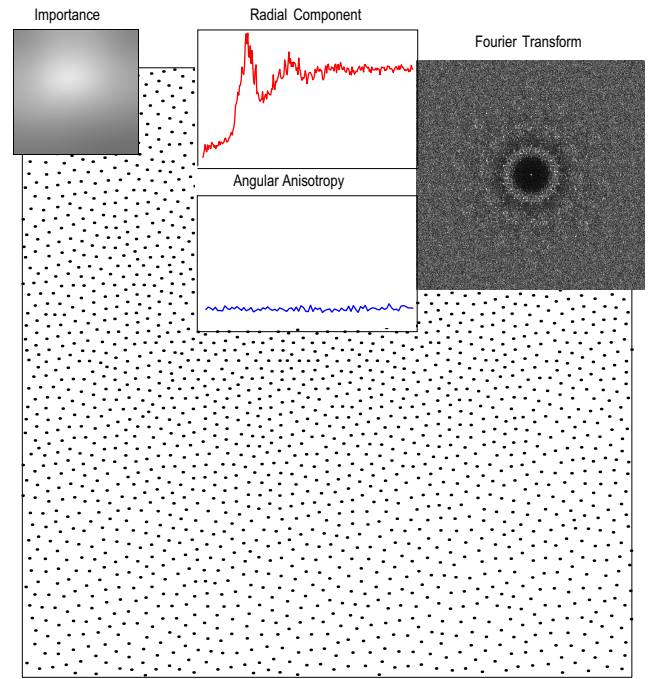 Importance
Radial Component
Fourier Transform
Angular Anisotropy